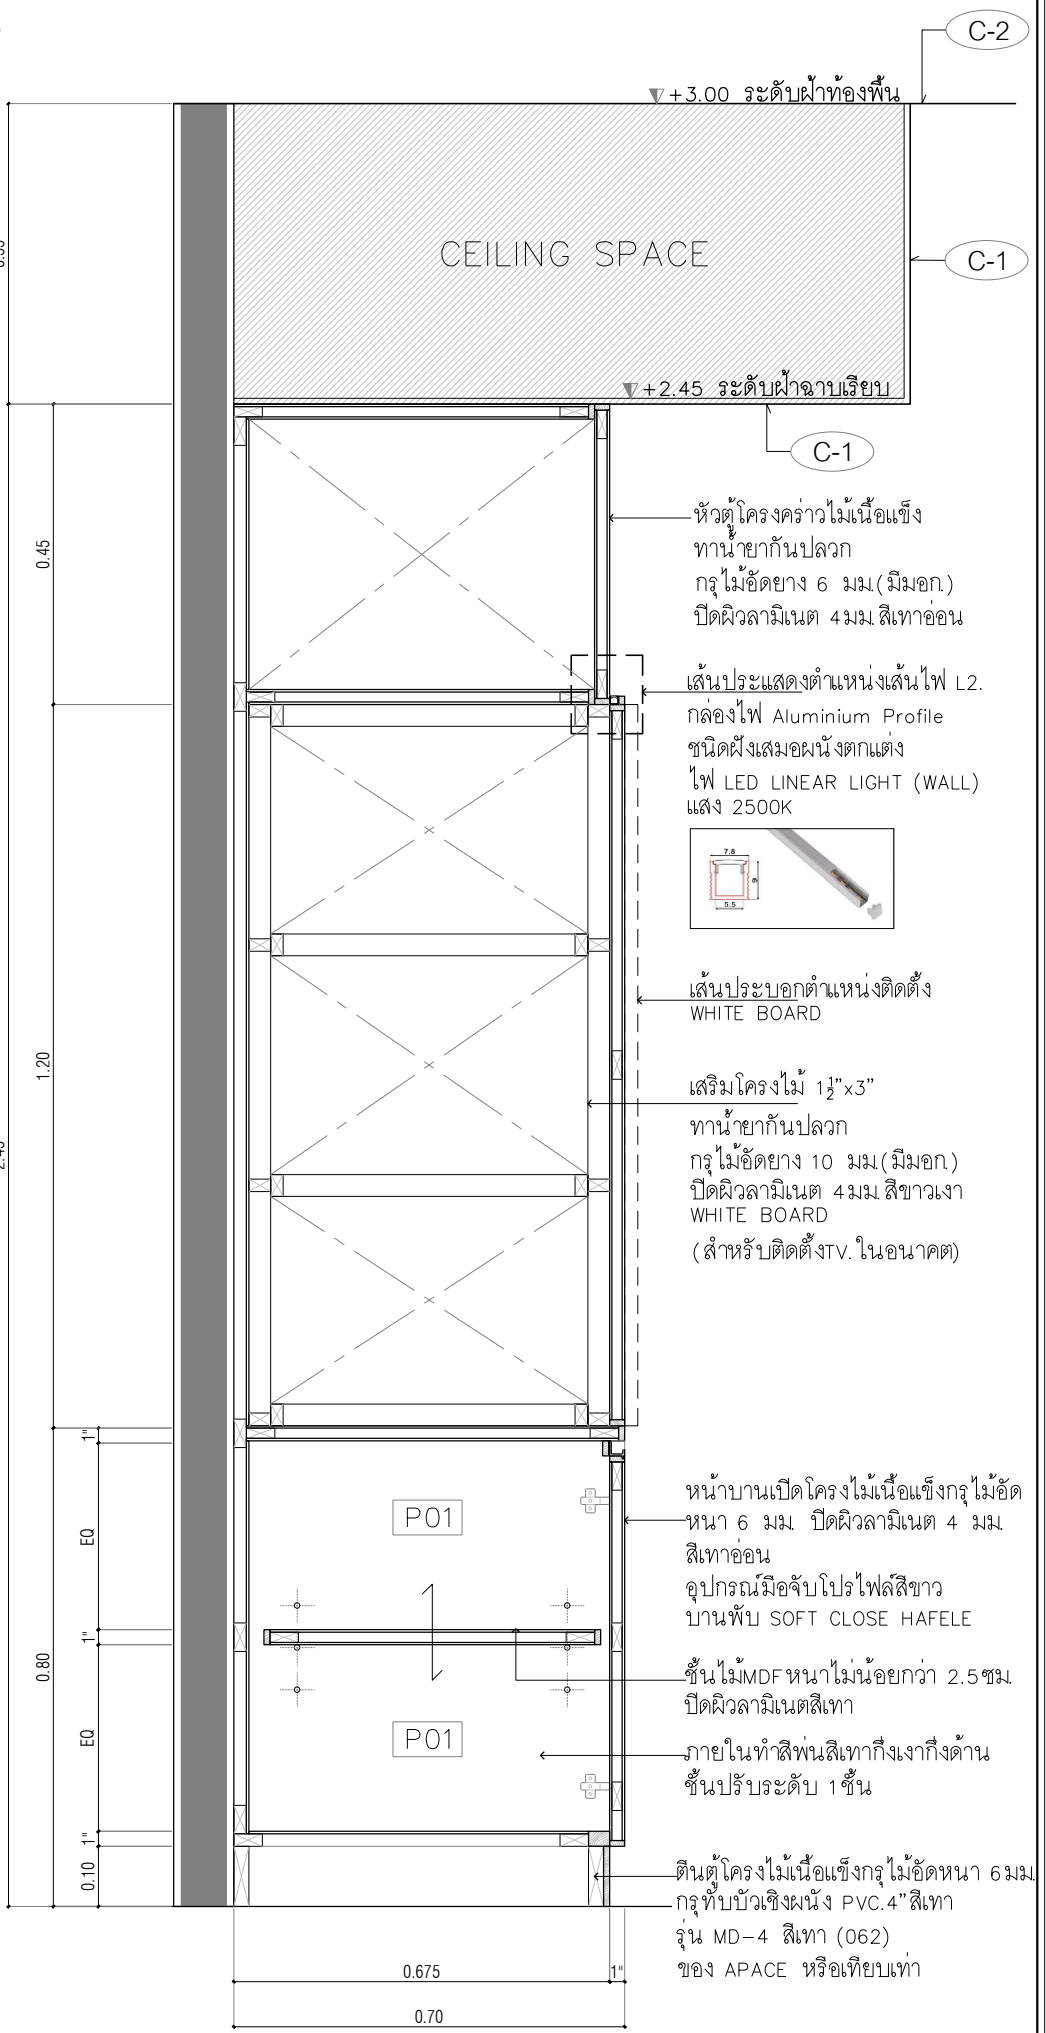 C-2
+3.00 ระดับฝ้าท้องพื้น
CEILING SPACE
C-1
+2.45 ระดับฝ้าฉาบเรียบ
C-1
0.45
หัวตู้โครงคร่าวไม้เนื้อแข็ง
ทาน้ำยากันปลวก
กรุไม้อัดยาง 6 มม.(มีมอก.)
ปิดผิวลามิเนต 4มม.สีเทาอ่อน
เส้นประแสดงตำแหน่งเส้นไฟ L2.
กล่องไฟ Aluminium Profile
ชนิดฝังเสมอผนังตกแต่ง
ไฟ LED LINEAR LIGHT (WALL)
แสง 2500K
7.8
9
5.5
เส้นประบอกตำแหน่งติดตั้ง
WHITE BOARD
1.20
เสริมโครงไม้ 1½"x3"
ทาน้ำยากันปลวก
กรุไม้อัดยาง 10 มม.(มีมอก.)
ปิดผิวลามิเนต 4มม.สีขาวเงา
WHITE BOARD
(สำหรับติดตั้งTV.ในอนาคต)
1"
EQ
1"
0.80
EQ
1"
0.10
P01
P01
หน้าบานเปิดโครงไม้เนื้อแข็งกรุไม้อัด
หนา 6 มม. ปิดผิวลามิเนต 4 มม.
สีเทาอ่อน
อุปกรณ์มือจับโปรไฟล์สีขาว
บานพับ SOFT CLOSE HAFELE
ชั้นไม้MDFหนาไม่น้อยกว่า 2.5ซม.
ปิดผิวลามิเนตสีเทา
ภายในทำสีพ่นสีเทากึ่งเงากึ่งด้าน
ชั้นปรับระดับ 1ชั้น
ตีนตู้โครงไม้เนื้อแข็งกรุไม้อัดหนา 6มม.
กรุทับบัวเชิงผนัง PVC.4"สีเทา
รุ่น MD-4 สีเทา (062)
ของ APACE หรือเทียบเท่า
0.675
1"
0.70